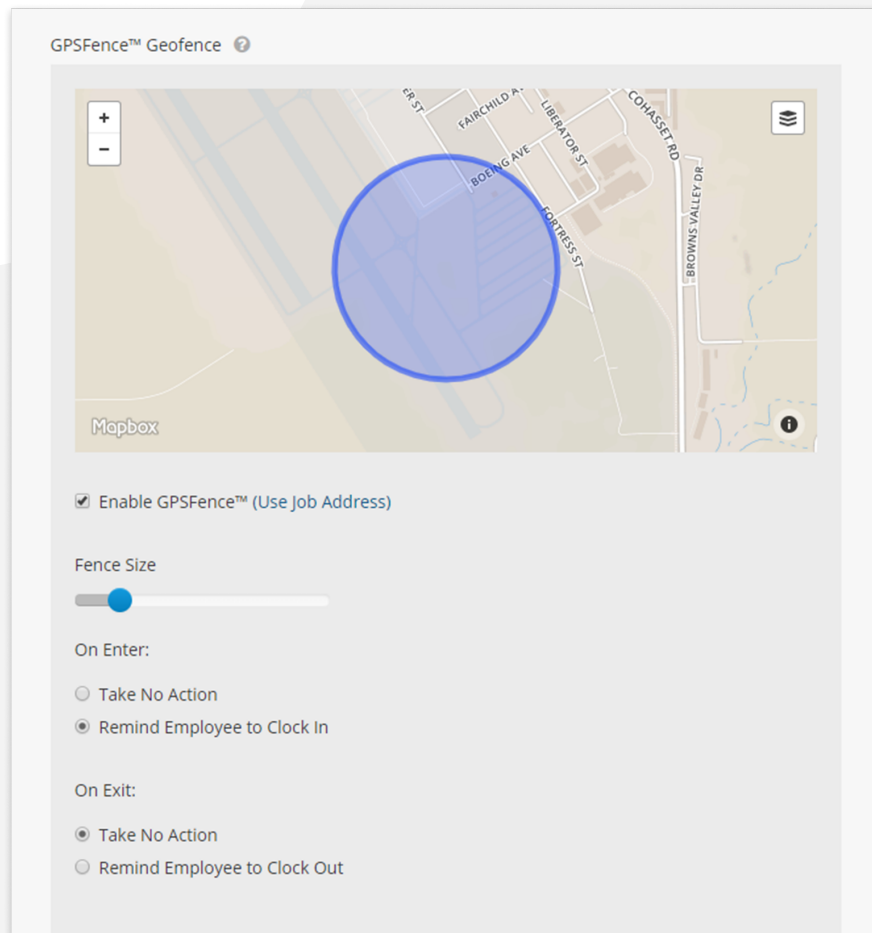 GPSFence™ Geofence ?
+
−
ER ST
FAIRCHILD A
LIBERATOR ST
COHASSET RD
BOEING AVE
BROWNS VALLEY DR
FORTRESS ST
Mapbox
i
Enable GPSFence™ (Use Job Address)
Fence Size
On Enter:
Take No Action
Remind Employee to Clock In
On Exit:
Take No Action
Remind Employee to Clock Out